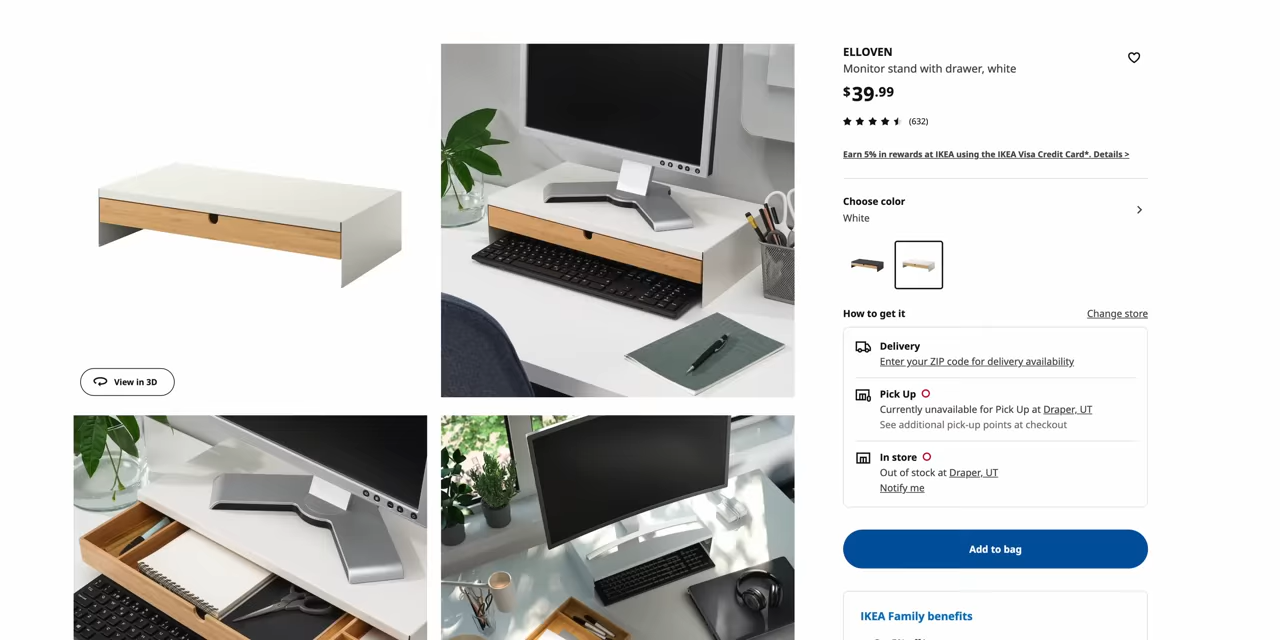 View in 3D
ELLOVEN
Monitor stand with drawer, white
$39.99
(632)
Earn 5% in rewards at IKEA using the IKEA Visa Credit Card*. Details >
Choose color
White
How to get it
Change store
Delivery
Enter your ZIP code for delivery availability
Pick Up
Currently unavailable for Pick Up at Draper, UT
See additional pick-up points at checkout
In store
Out of stock at Draper, UT
Notify me
Add to bag
IKEA Family benefits